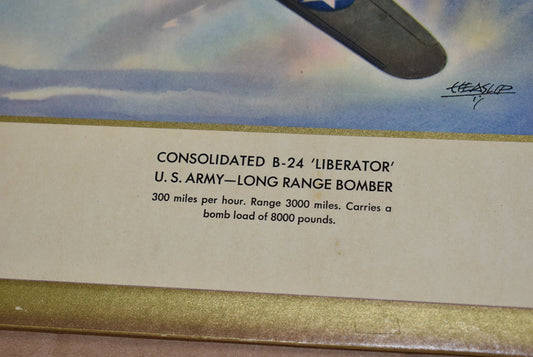 HEASLIP
CONSOLIDATED B-24 'LIBERATOR'
U. S. ARMY—LONG RANGE BOMBER
300 miles per hour. Range 3000 miles. Carries a
bomb load of 8000 pounds.